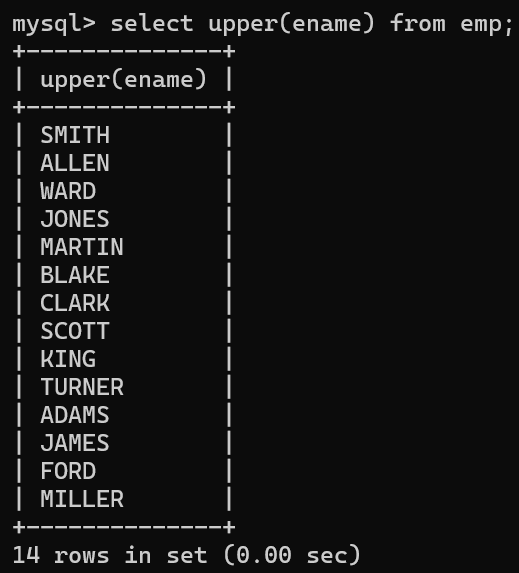 mysql> select upper(ename) from emp;
+--------------+
| upper(ename) |
+--------------+
| SMITH        |
| ALLEN        |
| WARD         |
| JONES        |
| MARTIN       |
| BLAKE        |
| CLARK        |
| SCOTT        |
| KING         |
| TURNER       |
| ADAMS        |
| JAMES        |
| FORD         |
| MILLER       |
+--------------+
14 rows in set (0.00 sec)